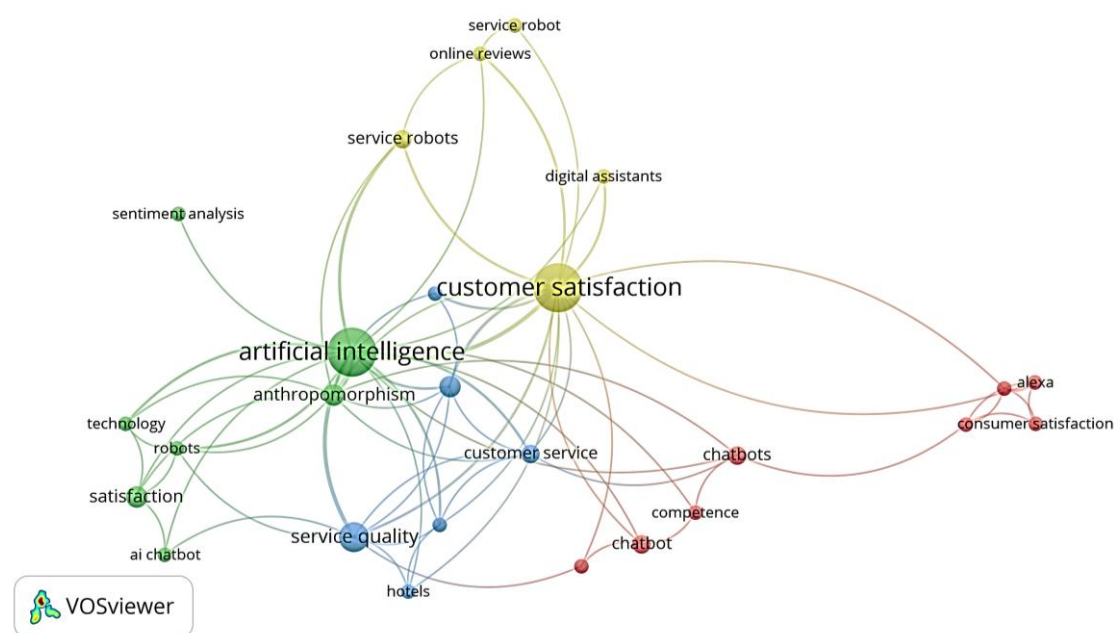 service robot
online reviews
service robots
digital assistants
sentiment analysis
customer satisfaction
artificial intelligence
anthropomorphism
alexa
technology
consumer satisfaction
robots
customer service
chatbots
satisfaction
competence
service quality
chatbot
ai chatbot
hotels
VOSviewer